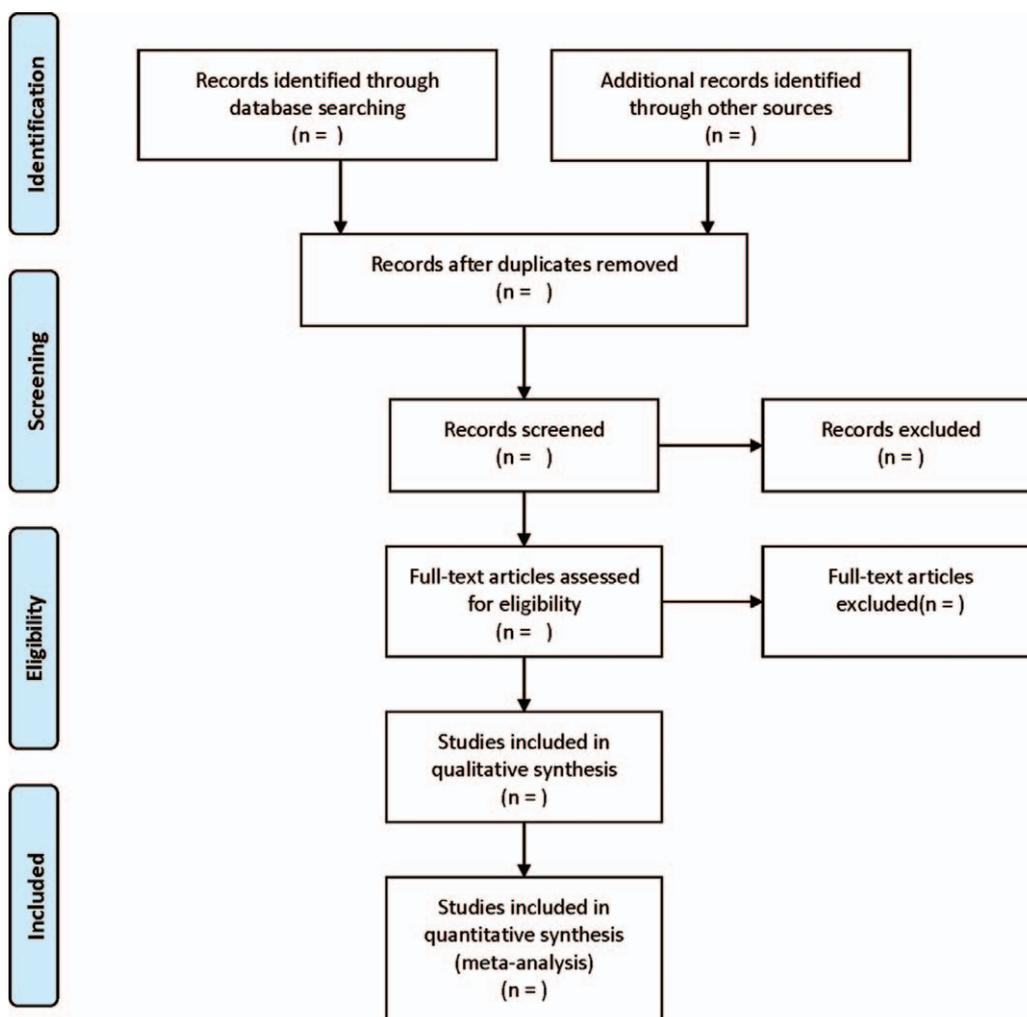 Identification
Records identified through
database searching
(n =  )
Additional records identified
through other sources
(n =  )
Records after duplicates removed
(n =  )
Screening
Records screened
(n =  )
Records excluded
(n = )
Eligibility
Full-text articles assessed
for eligibility
(n =  )
Full-text articles
excluded(n = )
Studies included in
qualitative synthesis
(n = )
Included
Studies included in
quantitative synthesis
(meta-analysis)
(n = )